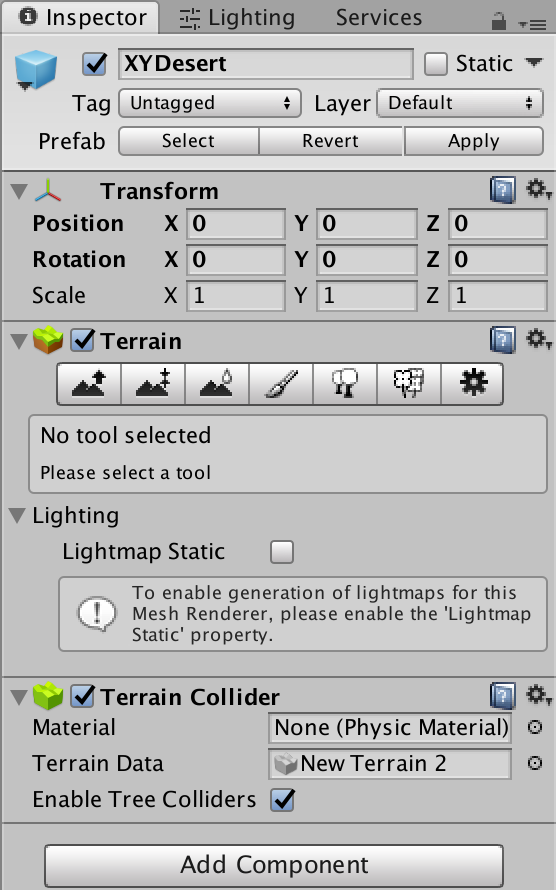 Inspector Lighting Services
XYDesert Static
Tag Untagged Layer Default
Prefab Select Revert Apply
Transform
Position X 0 Y 0 Z 0
Rotation X 0 Y 0 Z 0
Scale X 1 Y 1 Z 1
Terrain
No tool selected
Please select a tool
Lighting
Lightmap Static
To enable generation of lightmaps for this
Mesh Renderer, please enable the 'Lightmap
Static' property.
Terrain Collider
Material None (Physic Material)
Terrain Data New Terrain 2
Enable Tree Colliders
Add Component